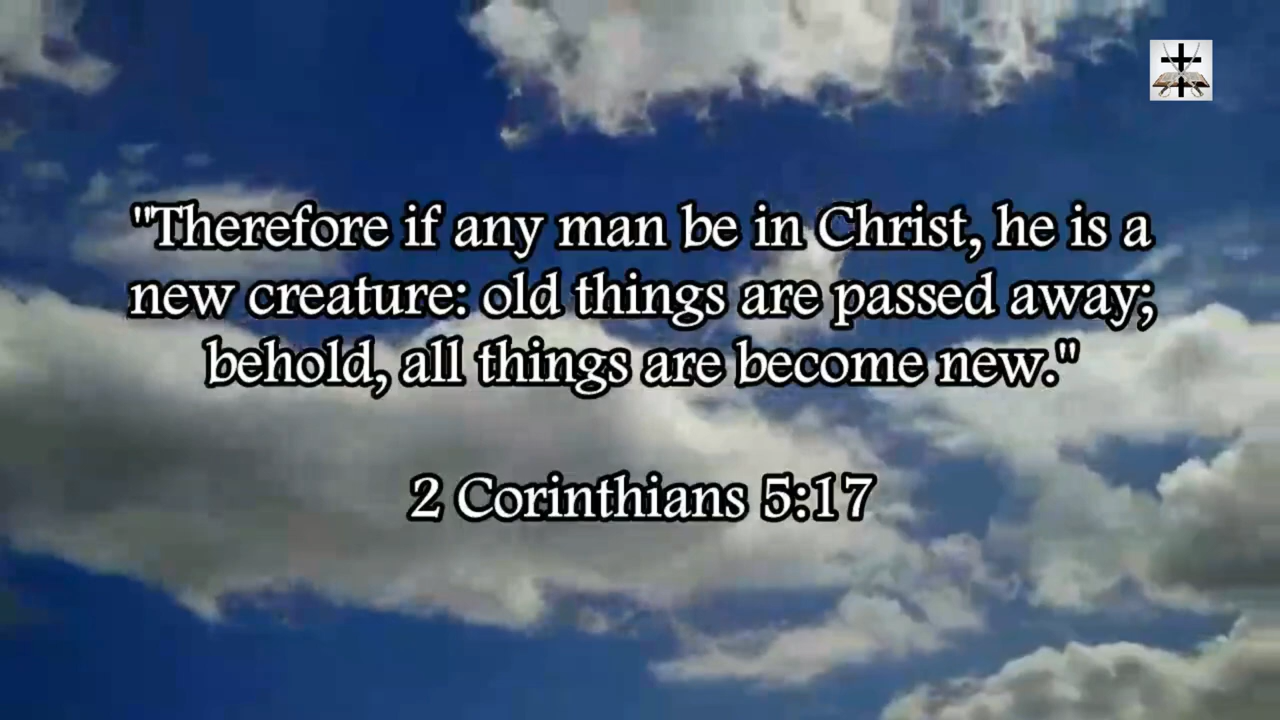 "Therefore if any man be in Christ, he is a
new creature: old things are passed away;
behold, all things are become new."
2 Corinthians 5:17